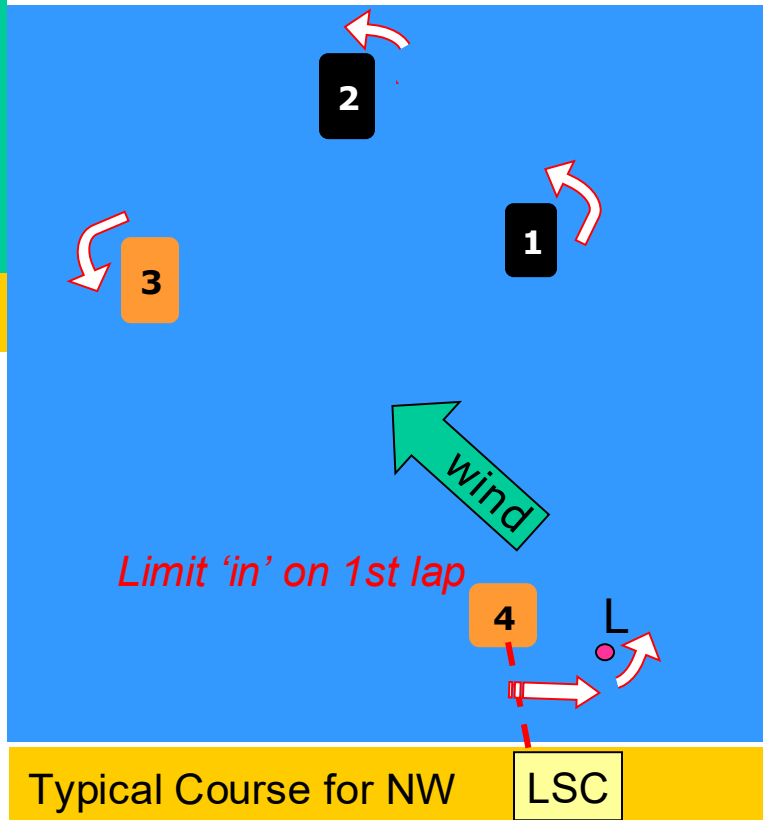 2
1
3
wind
Limit ‘in’ on 1st lap
4
L
Typical Course for NW
LSC